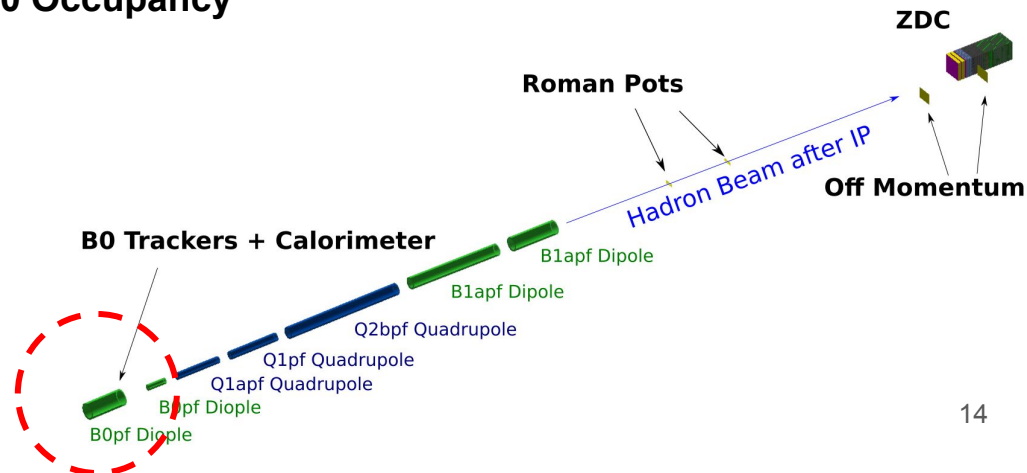 0 Occupancy
ZDC
Roman Pots
Hadron Beam after IP
Off Momentum
B0 Trackers + Calorimeter
B1apf Dipole
B1apf Dipole
Q2bpf Quadrupole
Q1pf Quadrupole
Q1apf Quadrupole
B0pf Diople
B0pf Diople
14